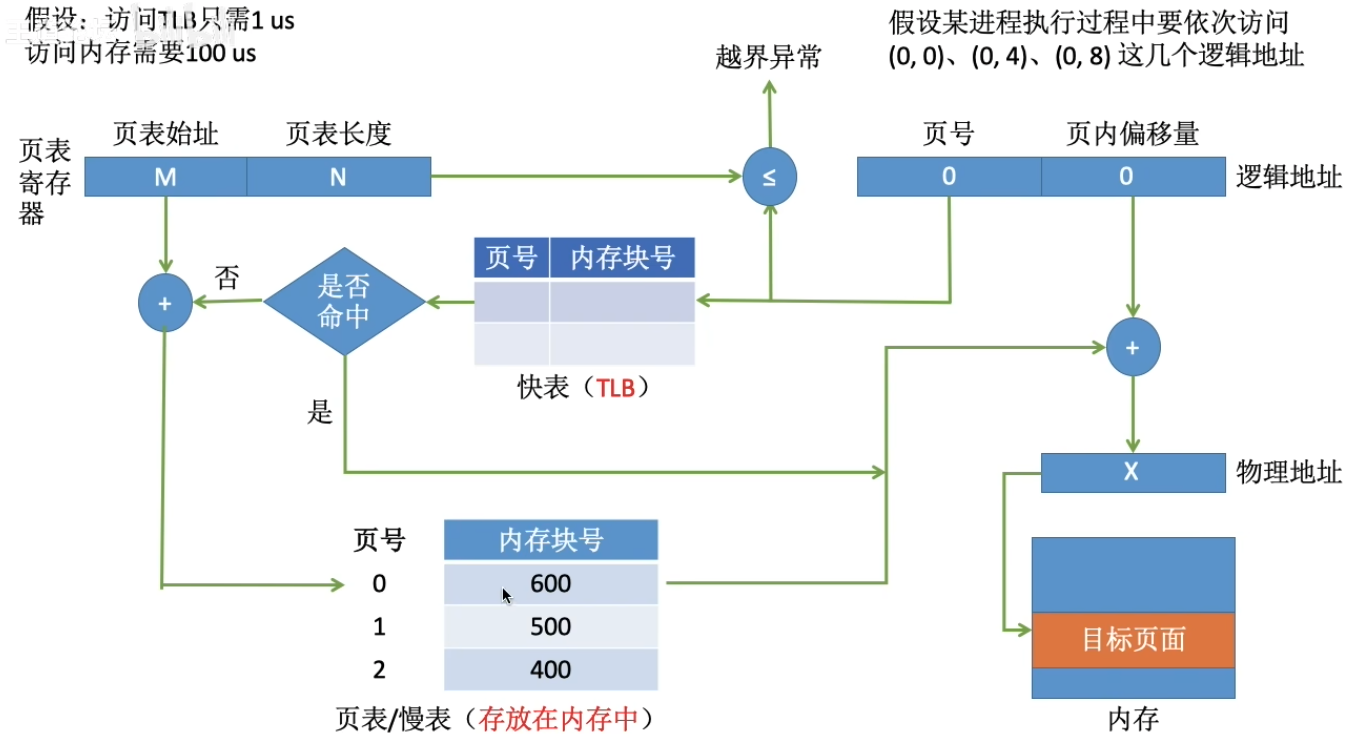 假设：访问TLB只需1 us
访问内存需要100 us
假设某进程执行过程中要依次访问
(0, 0)、(0, 4)、(0, 8) 这几个逻辑地址
越界异常
页表始址
页表长度
页号
页内偏移量
页表
寄存
器
M
N
≤
0
0
逻辑地址
页号
内存块号
是否
命中
否
+
快表（TLB）
+
是
X
物理地址
页号
内存块号
0
600
1
500
2
400
目标页面
页表/慢表（存放在内存中）
内存